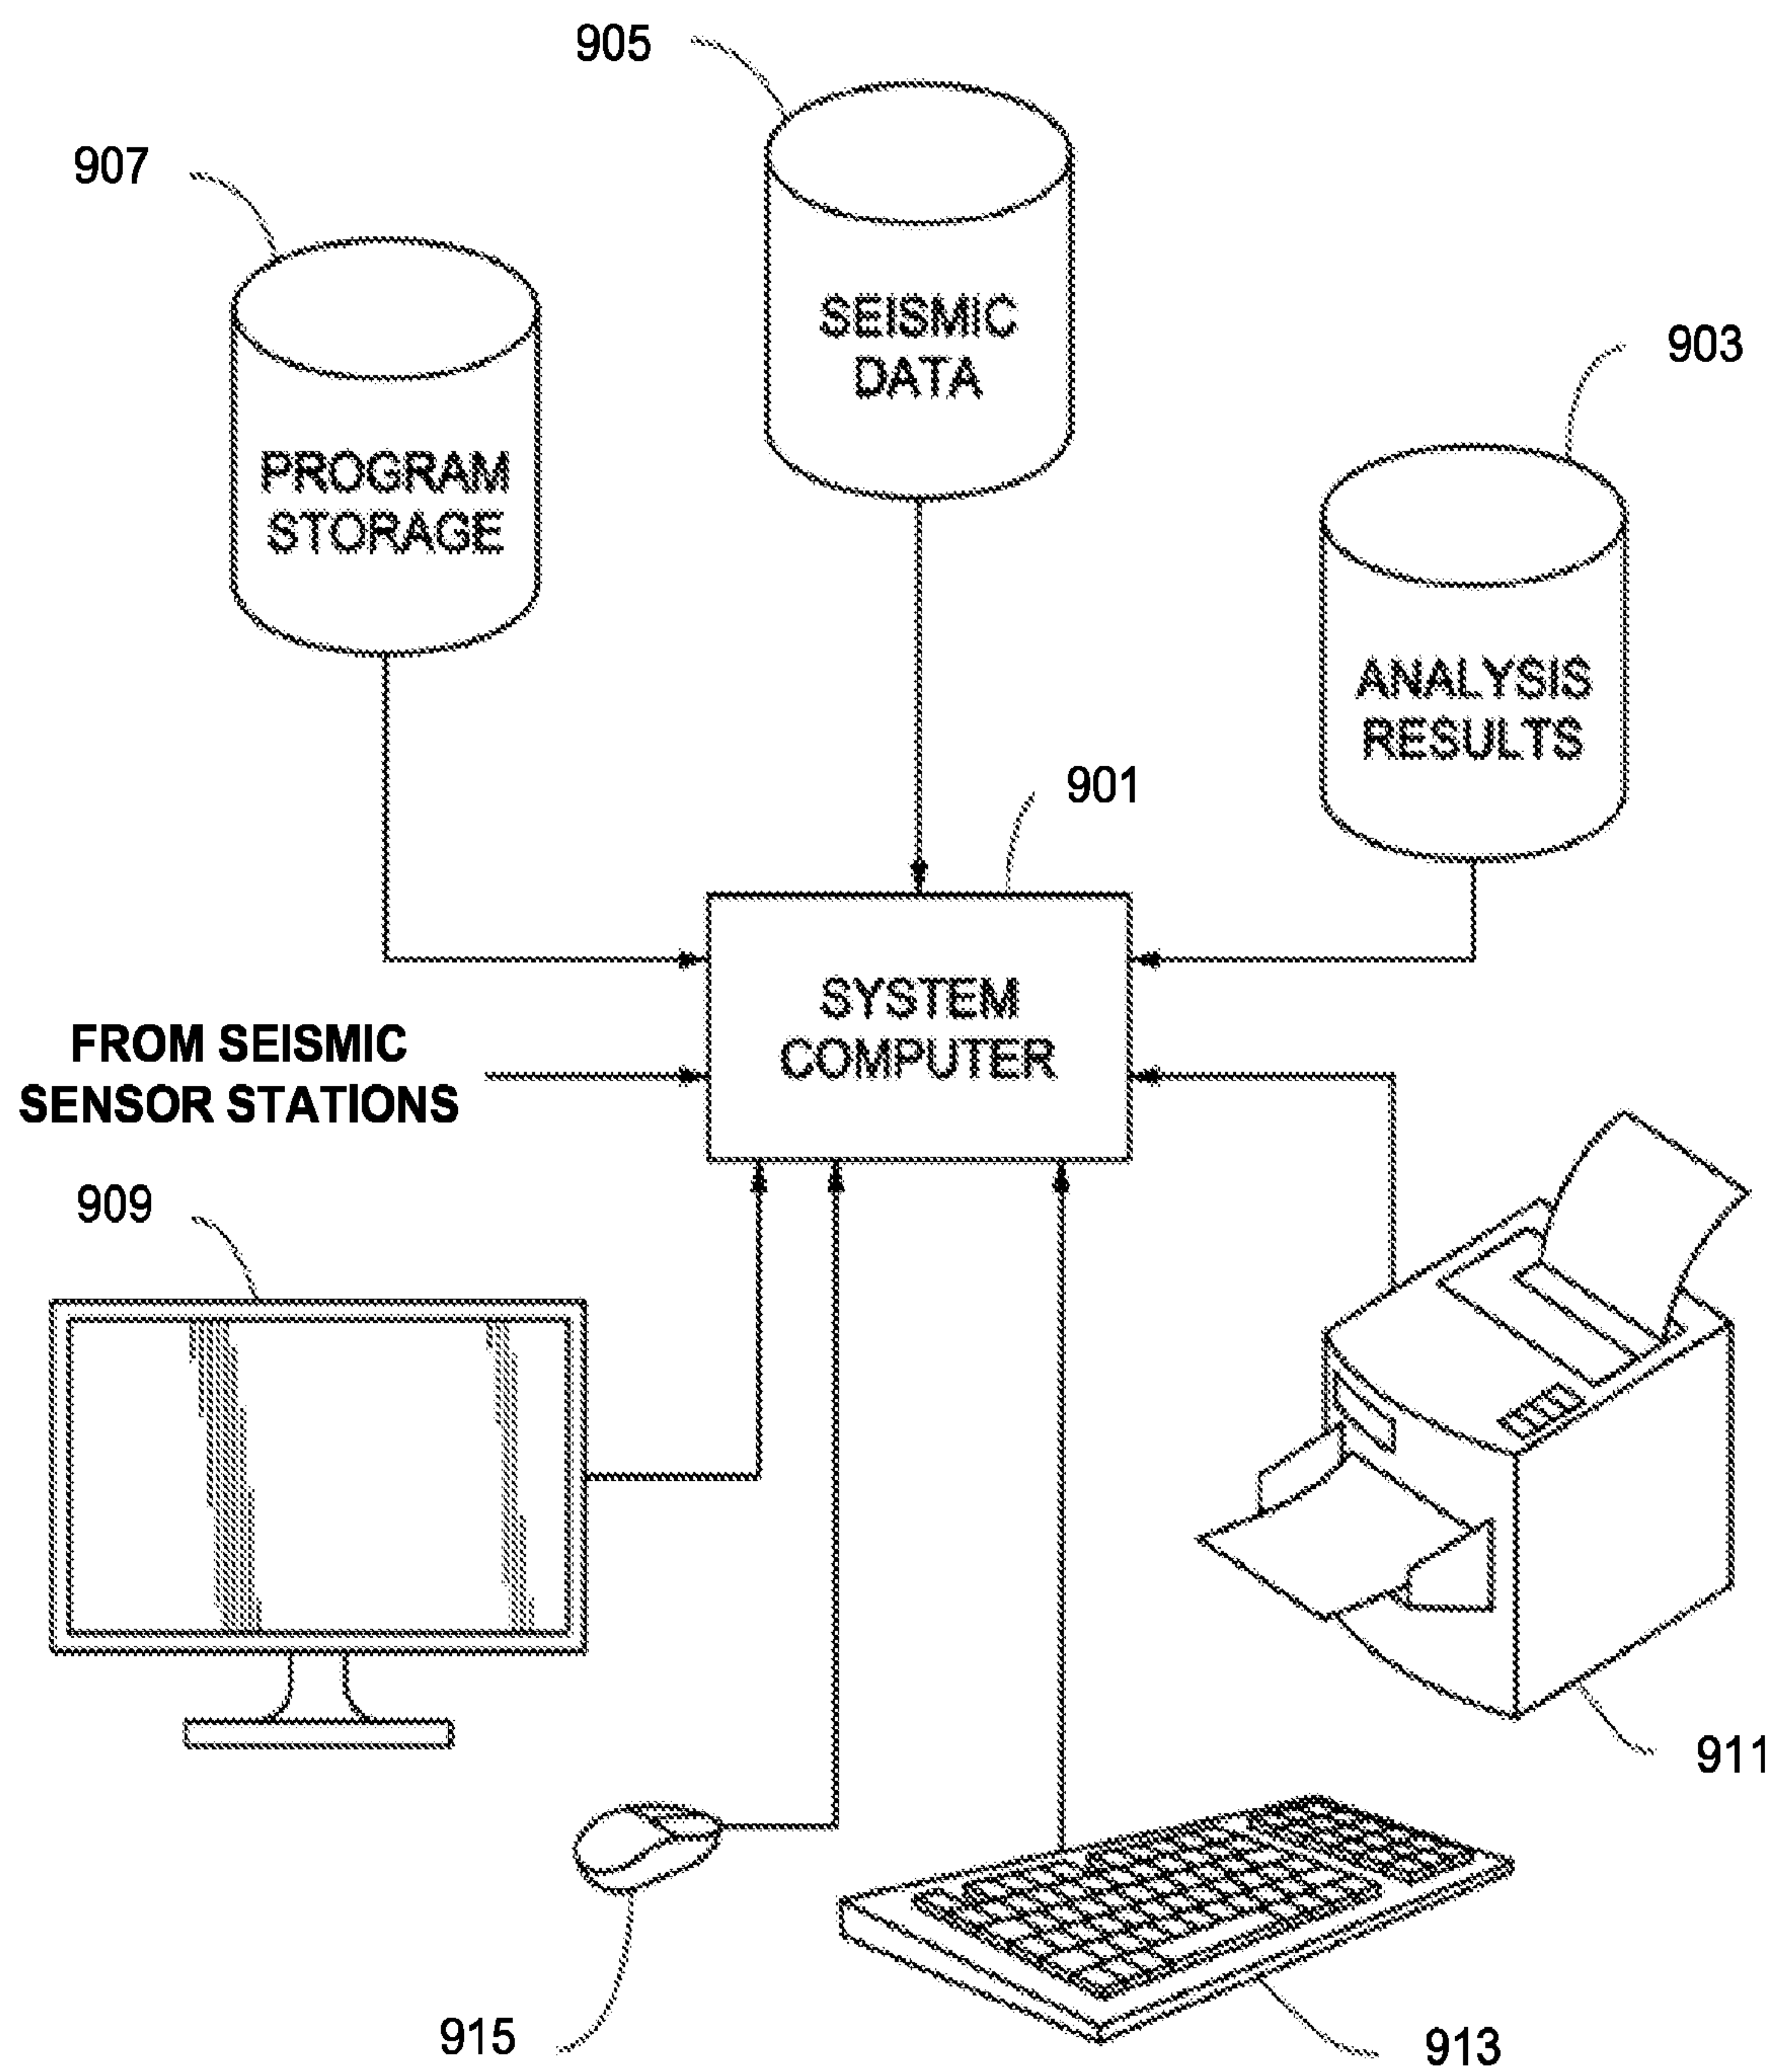 905
907
SEISMIC
DATA
903
PROGRAM
STORAGE
ANALYSIS
RESULTS
901
SYSTEM
COMPUTER
FROM SEISMIC
SENSOR STATIONS
909
911
915
913